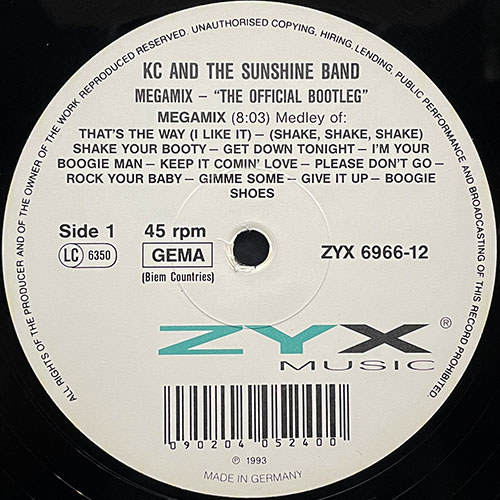 ALL RIGHTS OF THE PRODUCER AND OF THE OWNER OF THE WORK REPRODUCED RESERVED. UNAUTHORISED COPYING, HIRING, LENDING, PUBLIC PERFORMANCE AND BROADCASTING OF THIS RECORD PROHIBITED
KC AND THE SUNSHINE BAND
MEGAMIX – "THE OFFICIAL BOOTLEG"
MEGAMIX (8:03) Medley of:
THAT'S THE WAY (I LIKE IT) – (SHAKE, SHAKE, SHAKE)
SHAKE YOUR BOOTY – GET DOWN TONIGHT – I'M YOUR
BOOGIE MAN – KEEP IT COMIN' LOVE – PLEASE DON'T GO –
ROCK YOUR BABY – GIMME SOME – GIVE IT UP – BOOGIE
SHOES
Side 1 45 rpm
LC 6350 GEMA ZYX 6966-12
(Biem Countries)
ZYX ®
MUSIC
090204 052400
℗ 1993
MADE IN GERMANY